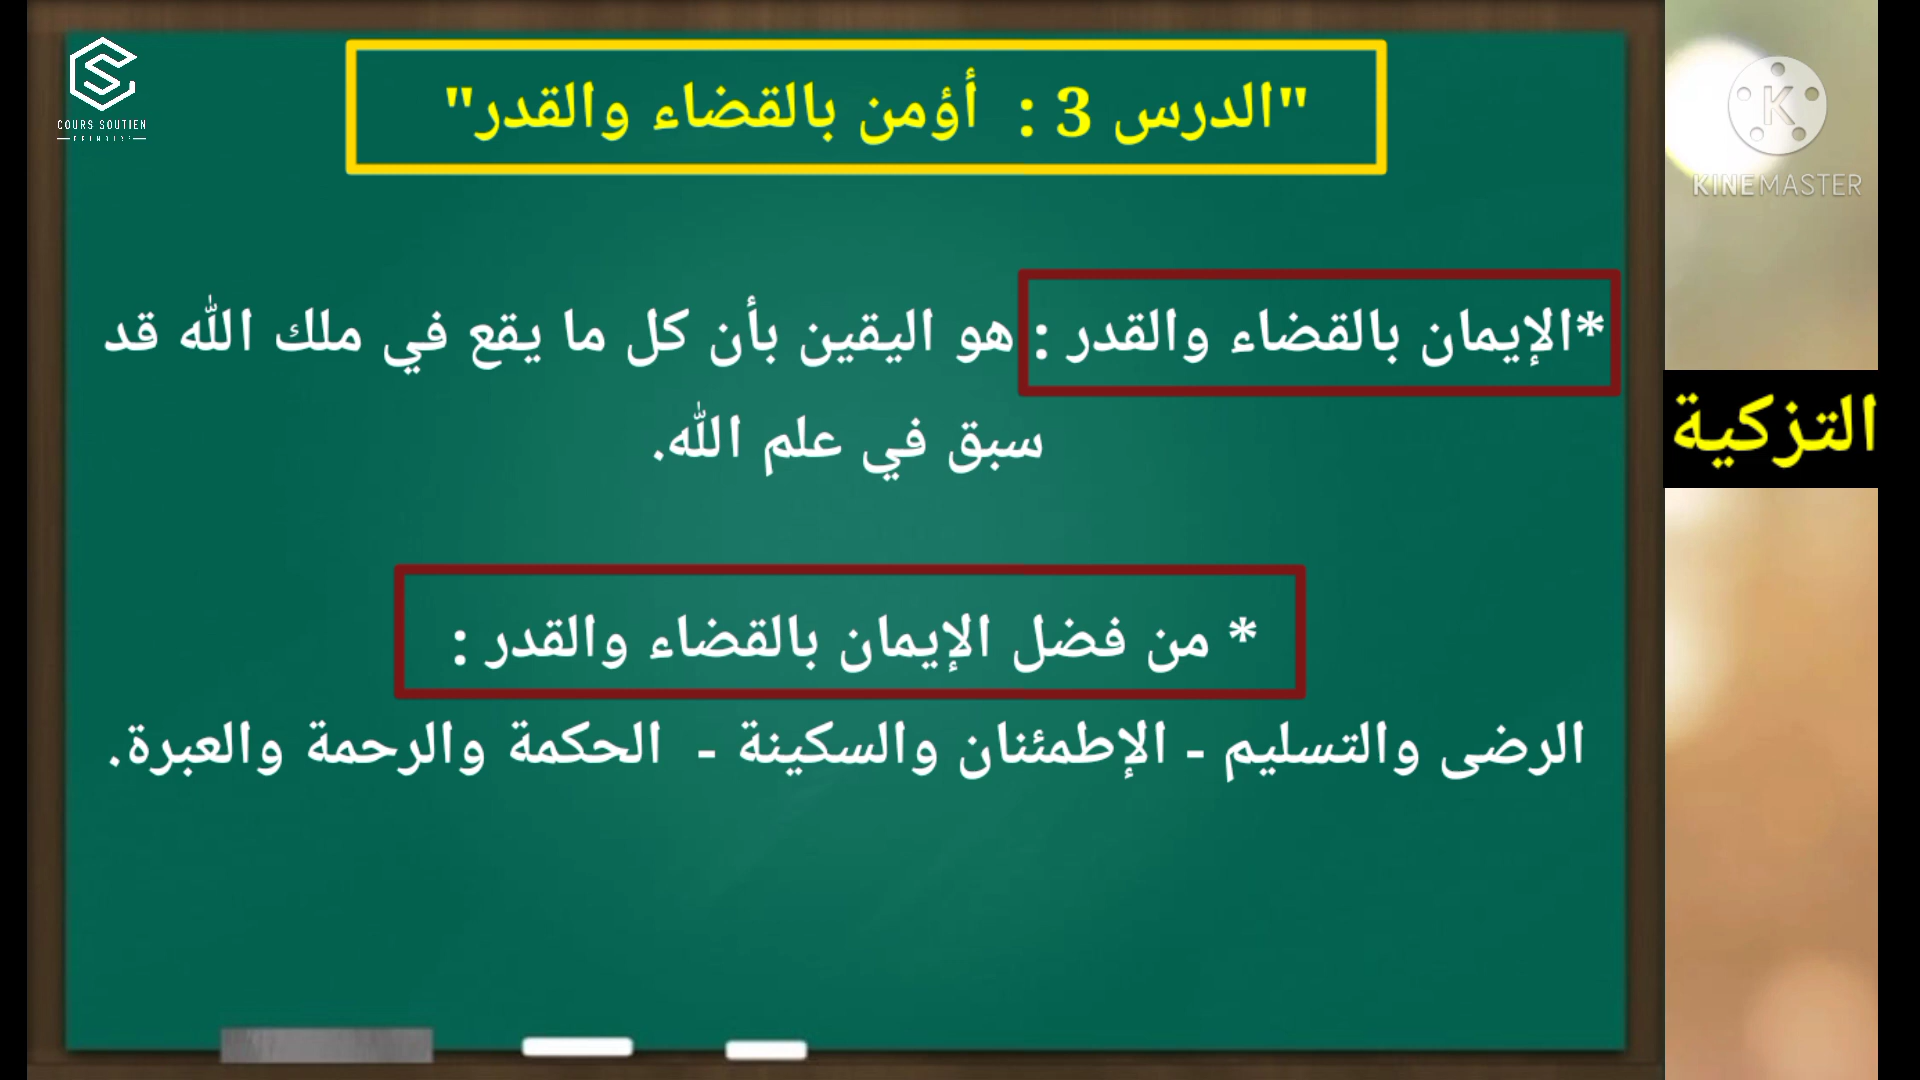 "الدرس 3 : أؤمن بالقضاء والقدر"
*الإيمان بالقضاء والقدر : هو اليقين بأن كل ما يقع في ملك الله قد
سبق في علم الله.
* من فضل الإيمان بالقضاء والقدر :
الرضى والتسليم - الإطمئنان والسكينة - الحكمة والرحمة والعبرة.
التزكية
COURS SOUTIEN
KINEMASTER